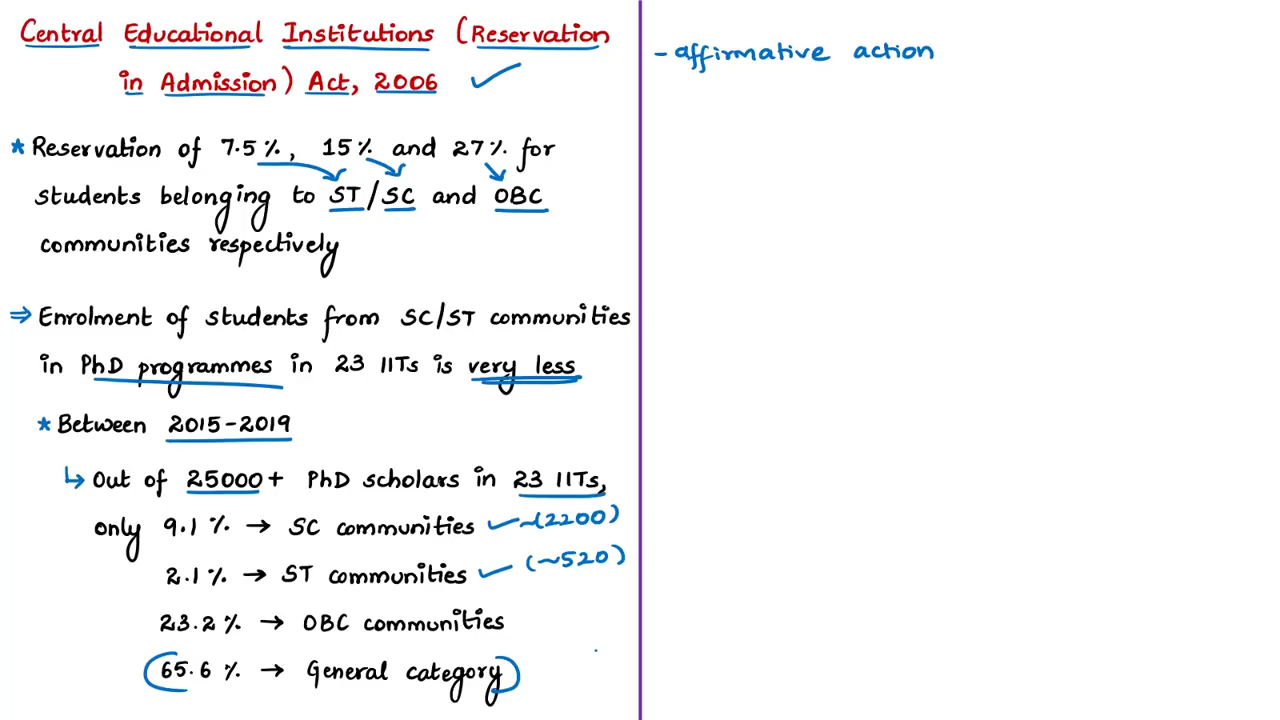 Central Educational Institutions (Reservation
in Admission) Act, 2006 ✓
* Reservation of 7.5%, 15% and 27% for
students belonging to ST/SC and OBC
communities respectively
⇒ Enrolment of students from SC/ST communities
in PhD programmes in 23 IITs is very less
* Between 2015-2019
↳ Out of 25000+ PhD scholars in 23 IITs,
only 9.1% → SC communities ✓ ~(2200)
2.1% → ST communities ✓ (~520)
23.2% → OBC communities
(65.6% → General category)
- affirmative action